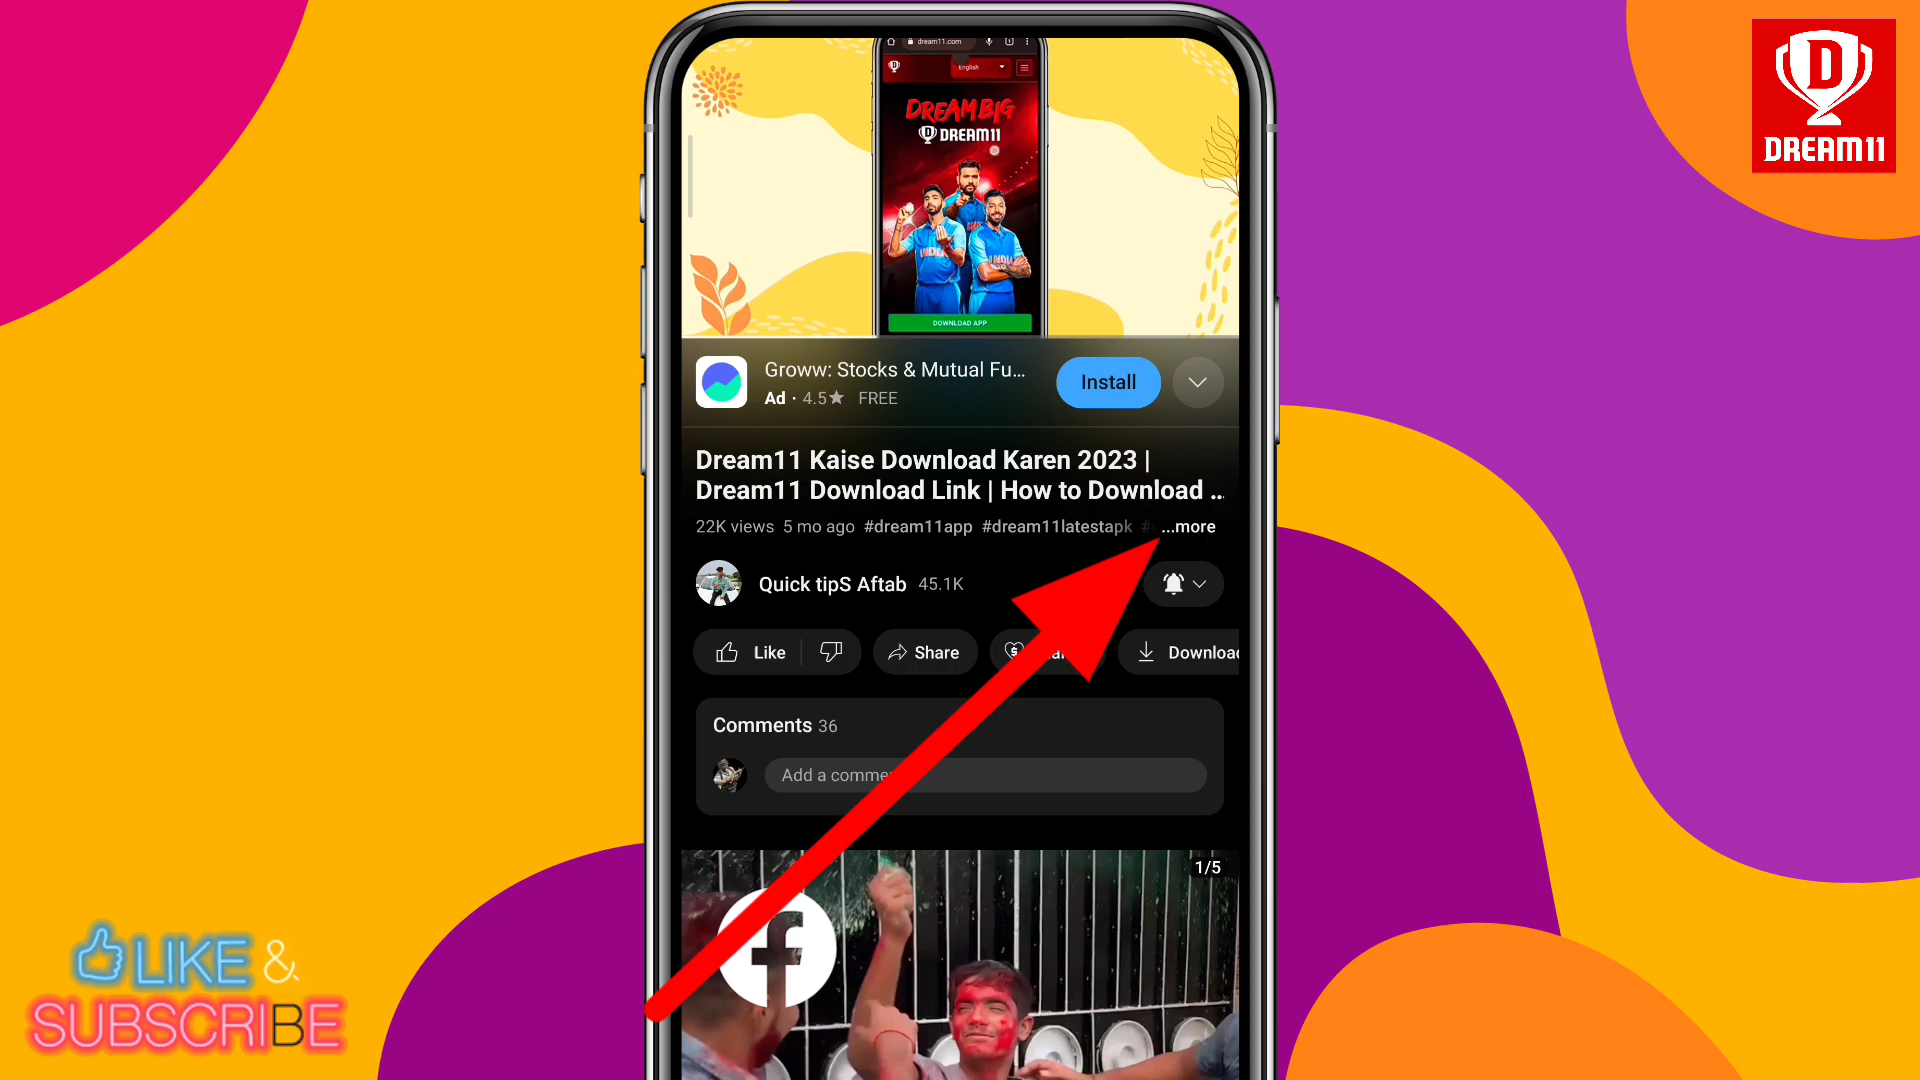 dream11.com
English
DREAM BIG
DREAM11
DOWNLOAD APP
DREAM11
Groww: Stocks & Mutual Fu...
Ad · 4.5★ FREE
Install
Dream11 Kaise Download Karen 2023 |
Dream11 Download Link | How to Download ...
22K views 5 mo ago #dream11app #dream11latestapk # ...more
Quick tipS Aftab 45.1K
Like
Share
Download
Comments 36
Add a comme
1/5
LIKE &
SUBSCRIBE